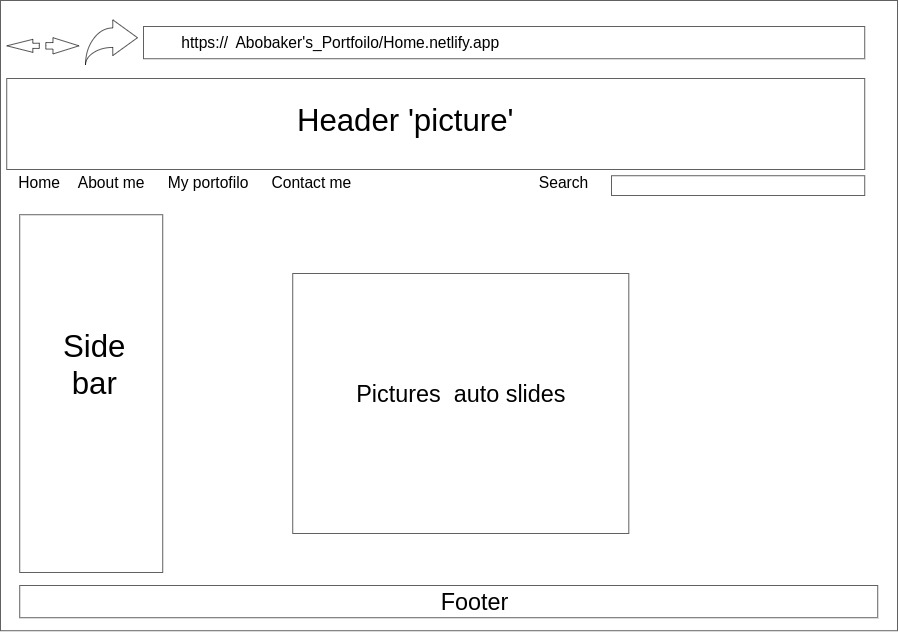 https://  Abobaker's_Portfoilo/Home.netlify.app
Header 'picture'
Home About me My portofilo Contact me Search
Side
bar
Pictures  auto slides
Footer